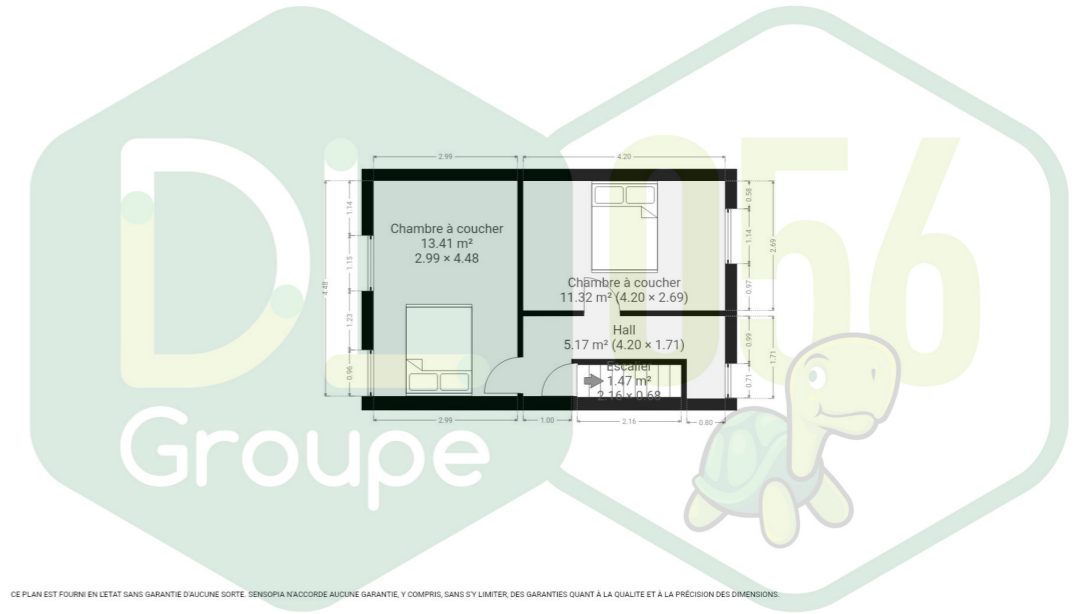 Di
056
Groupe
2.99
4.20
Chambre à coucher
13.41 m²
2.99 × 4.48
Chambre à coucher
11.32 m² (4.20 × 2.69)
Hall
5.17 m² (4.20 × 1.71)
Escalier
1.47 m²
2.16 × 0.68
4.48
1.14
1.15
1.23
0.96
0.58
1.14
0.97
2.69
0.99
0.71
1.71
2.99
1.00
2.16
0.80
CE PLAN EST FOURNI EN L'ETAT SANS GARANTIE D'AUCUNE SORTE. SENSOPIA N'ACCORDE AUCUNE GARANTIE, Y COMPRIS, SANS S'Y LIMITER, DES GARANTIES QUANT À LA QUALITE ET À LA PRÉCISION DES DIMENSIONS.